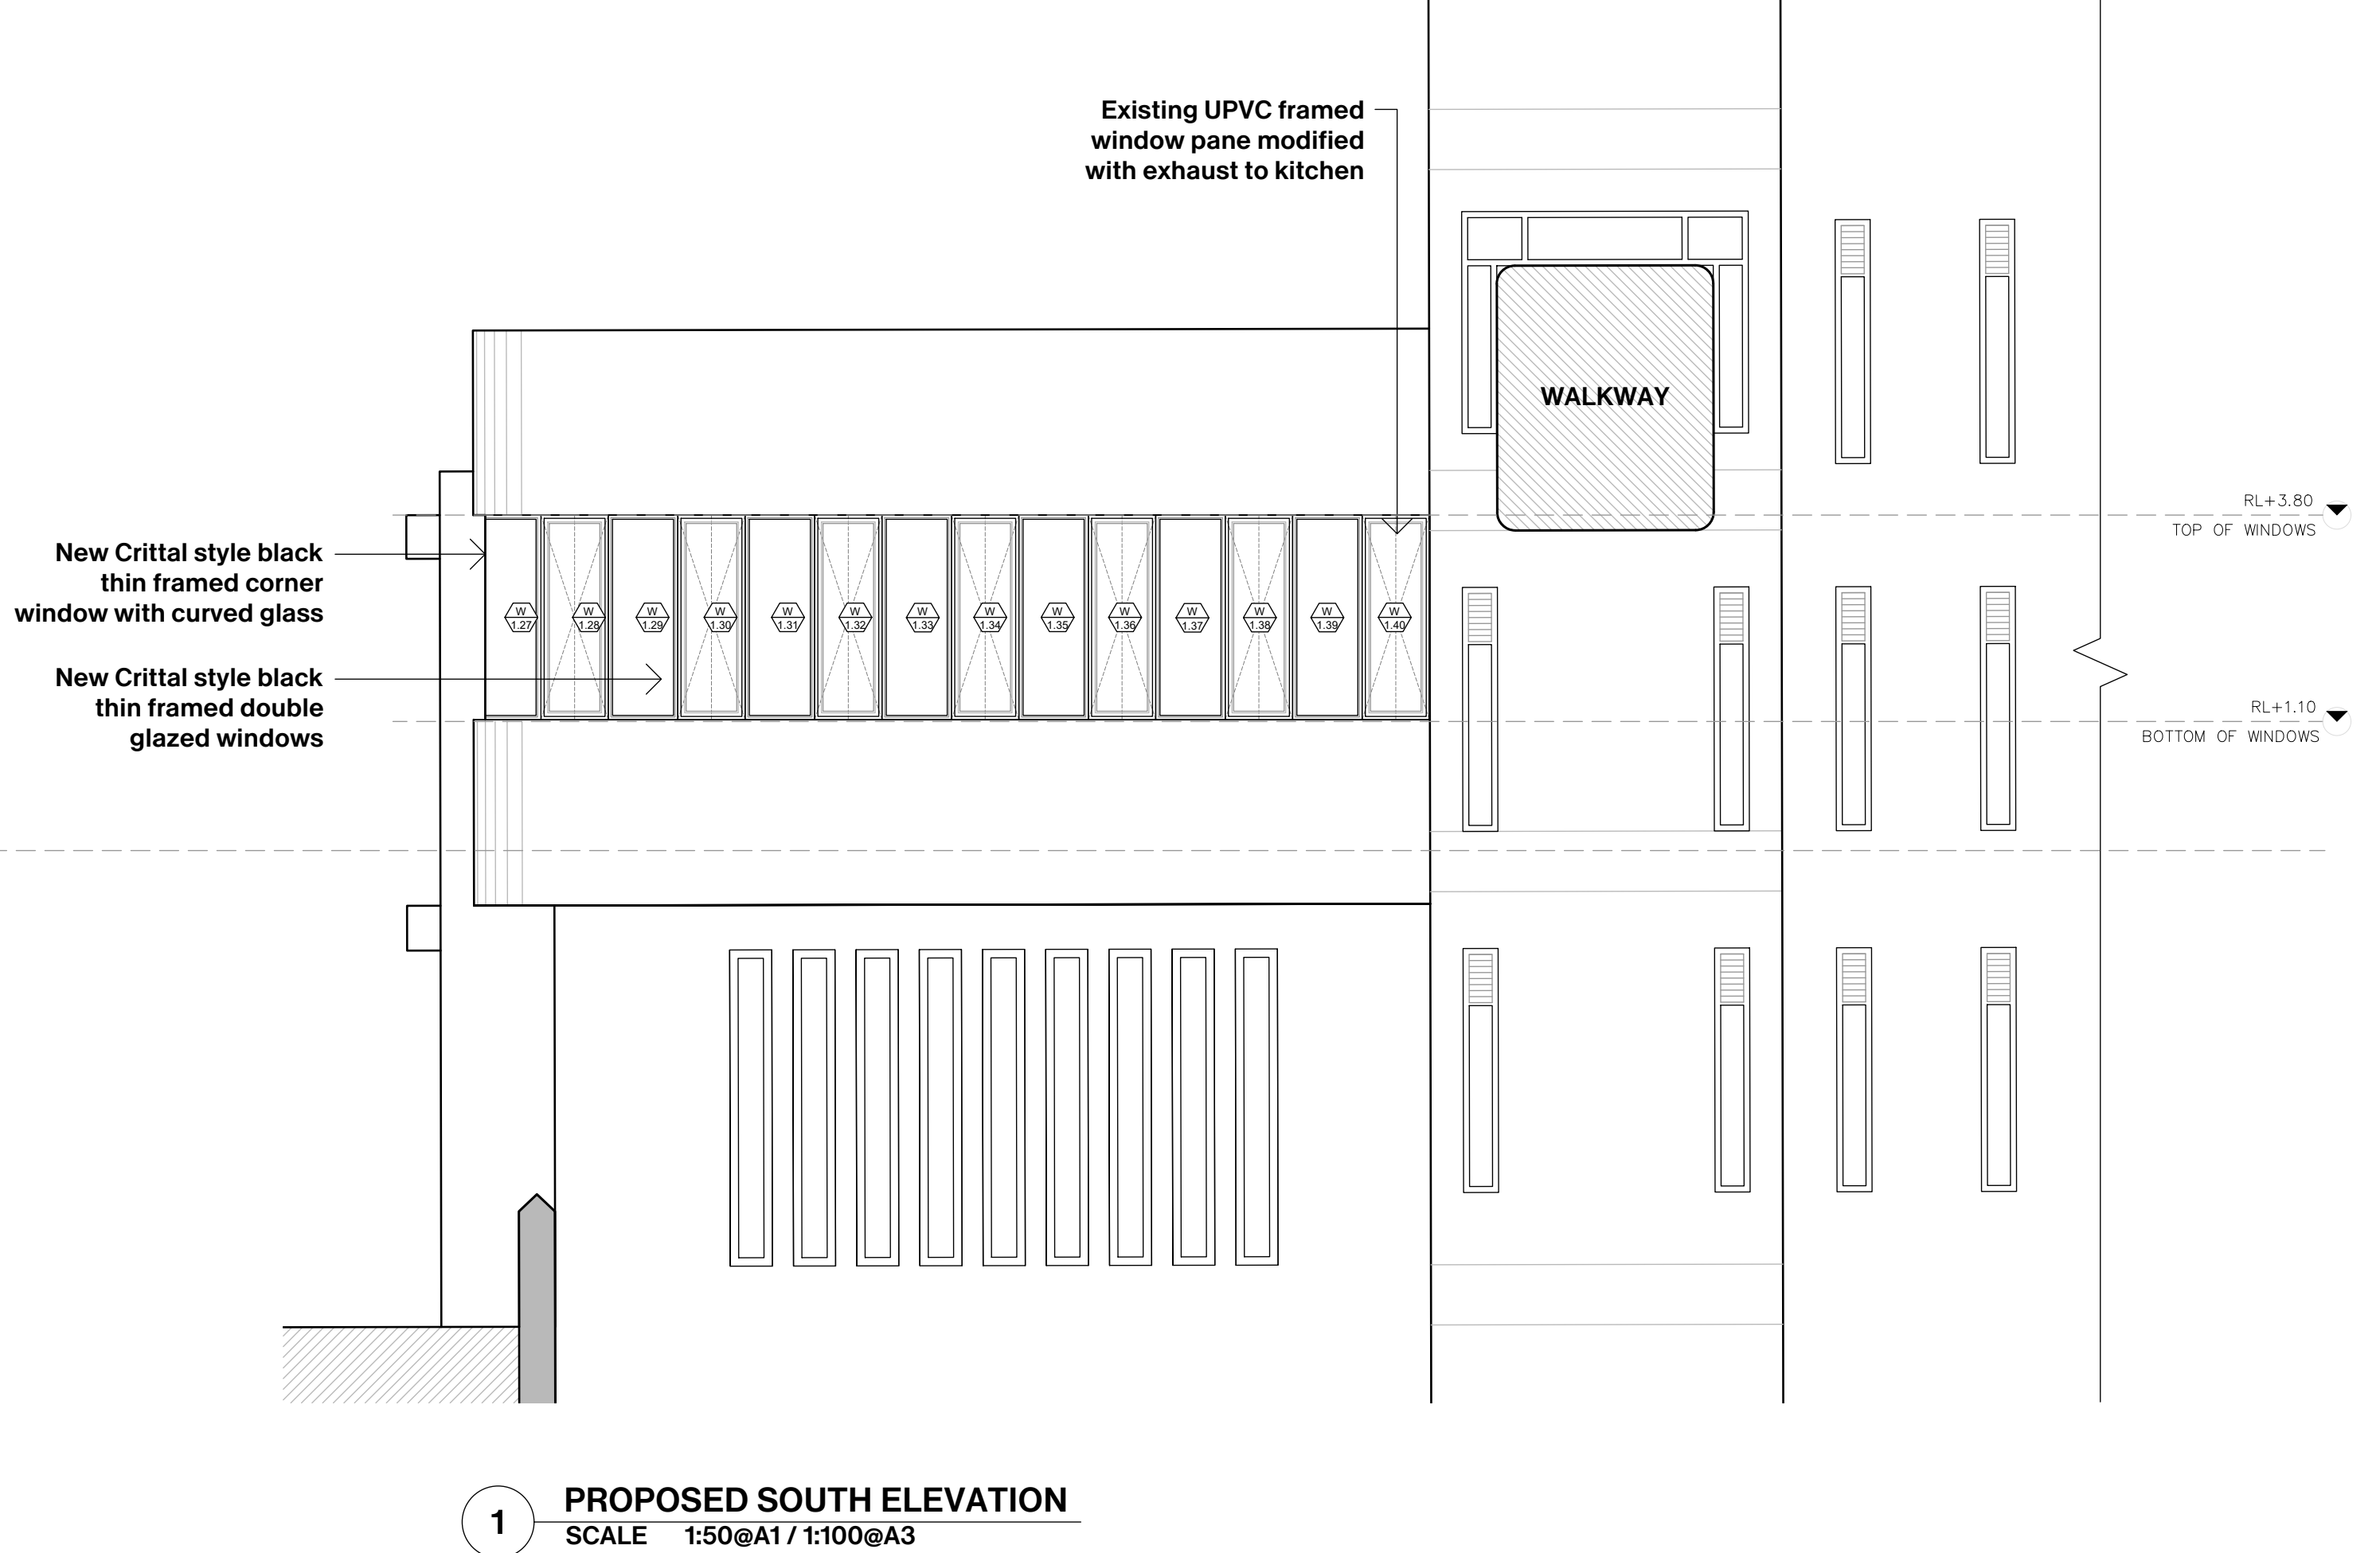 Existing UPVC framed
window pane modified
with exhaust to kitchen
WALKWAY
RL+3.80
TOP OF WINDOWS
New Crittal style black
thin framed corner
window with curved glass
W
1.27
W
1.28
W
1.29
W
1.30
W
1.31
W
1.32
W
1.33
W
1.34
W
1.35
W
1.36
W
1.37
W
1.38
W
1.39
W
1.40
New Crittal style black
thin framed double
glazed windows
RL+1.10
BOTTOM OF WINDOWS
1
PROPOSED SOUTH ELEVATION
SCALE 1:50@A1 / 1:100@A3